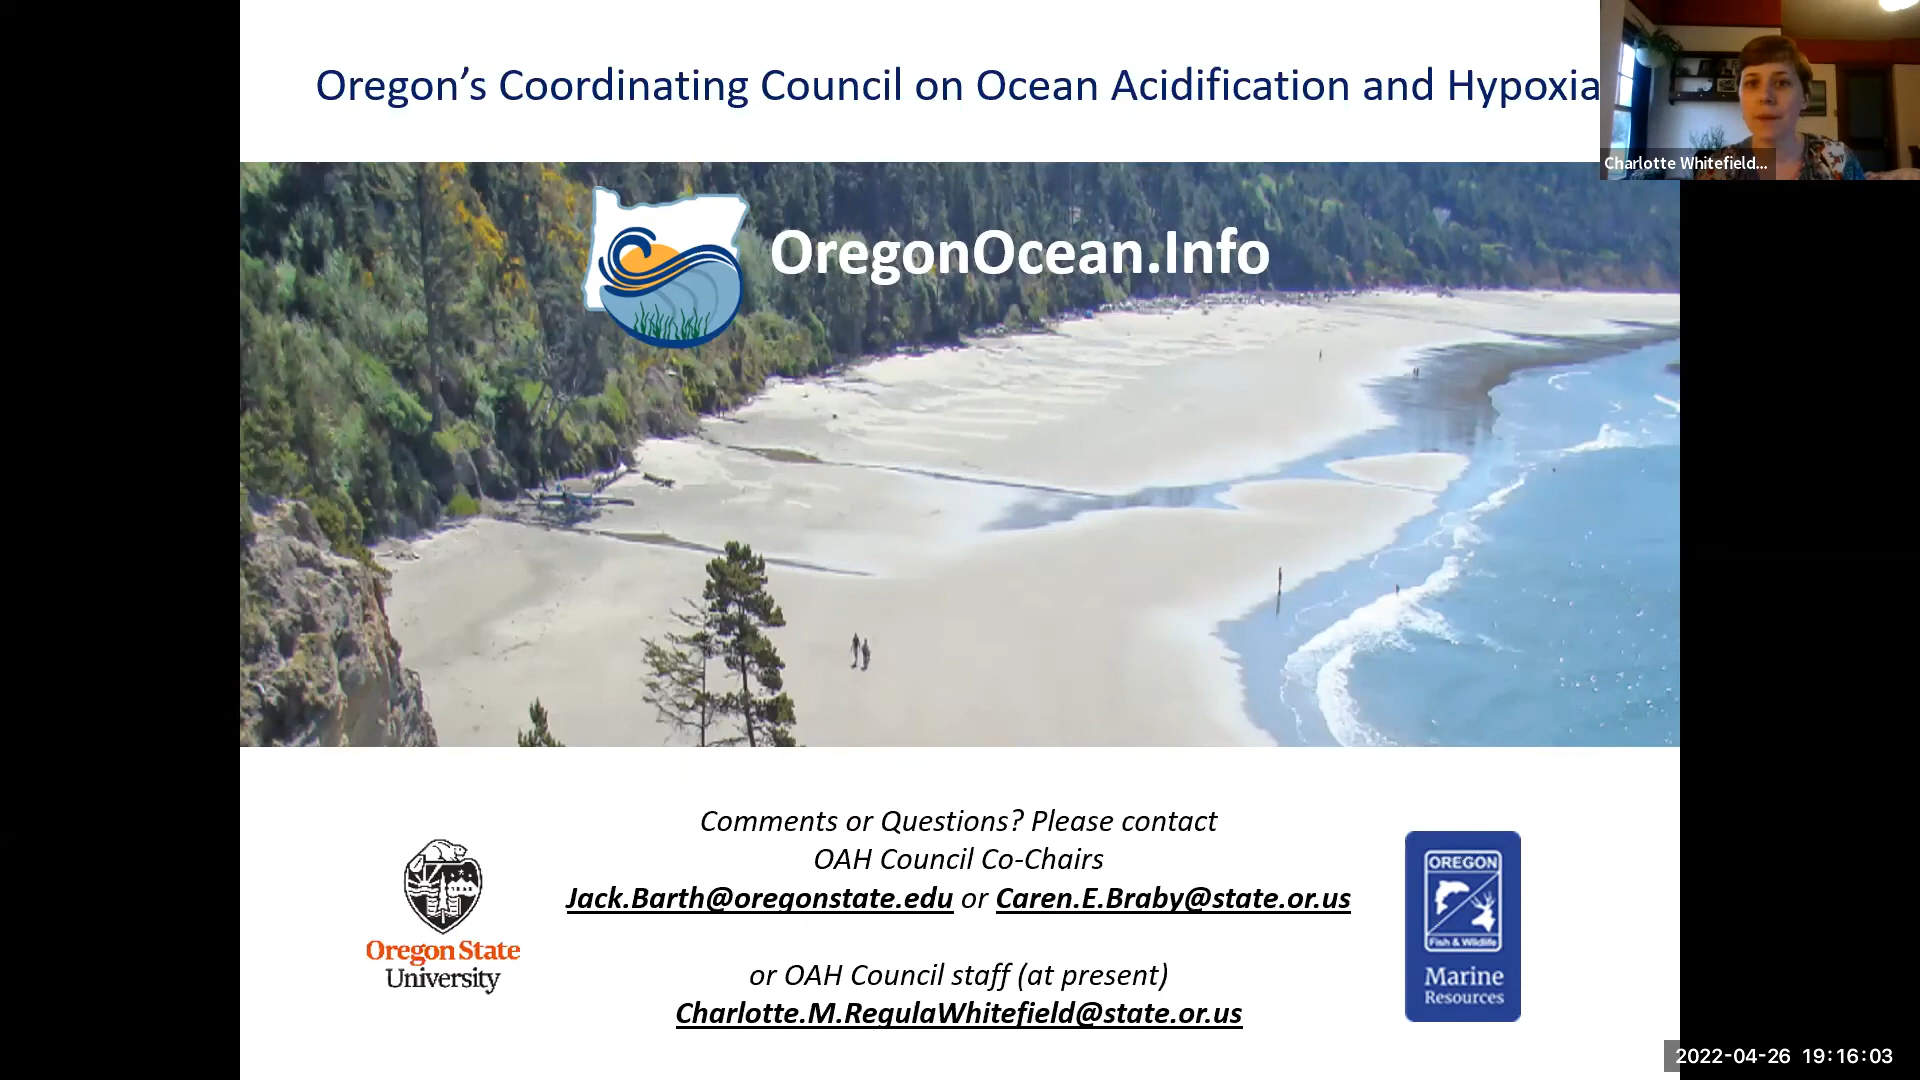 Oregon’s Coordinating Council on Ocean Acidification and Hypoxia
Charlotte Whitefield...
OregonOcean.Info
Comments or Questions? Please contact
OAH Council Co-Chairs
Jack.Barth@oregonstate.edu or Caren.E.Braby@state.or.us
or OAH Council staff (at present)
Charlotte.M.RegulaWhitefield@state.or.us
Oregon State
University
OREGON
Fish & Wildlife
Marine
Resources
2022-04-26 19:16:03